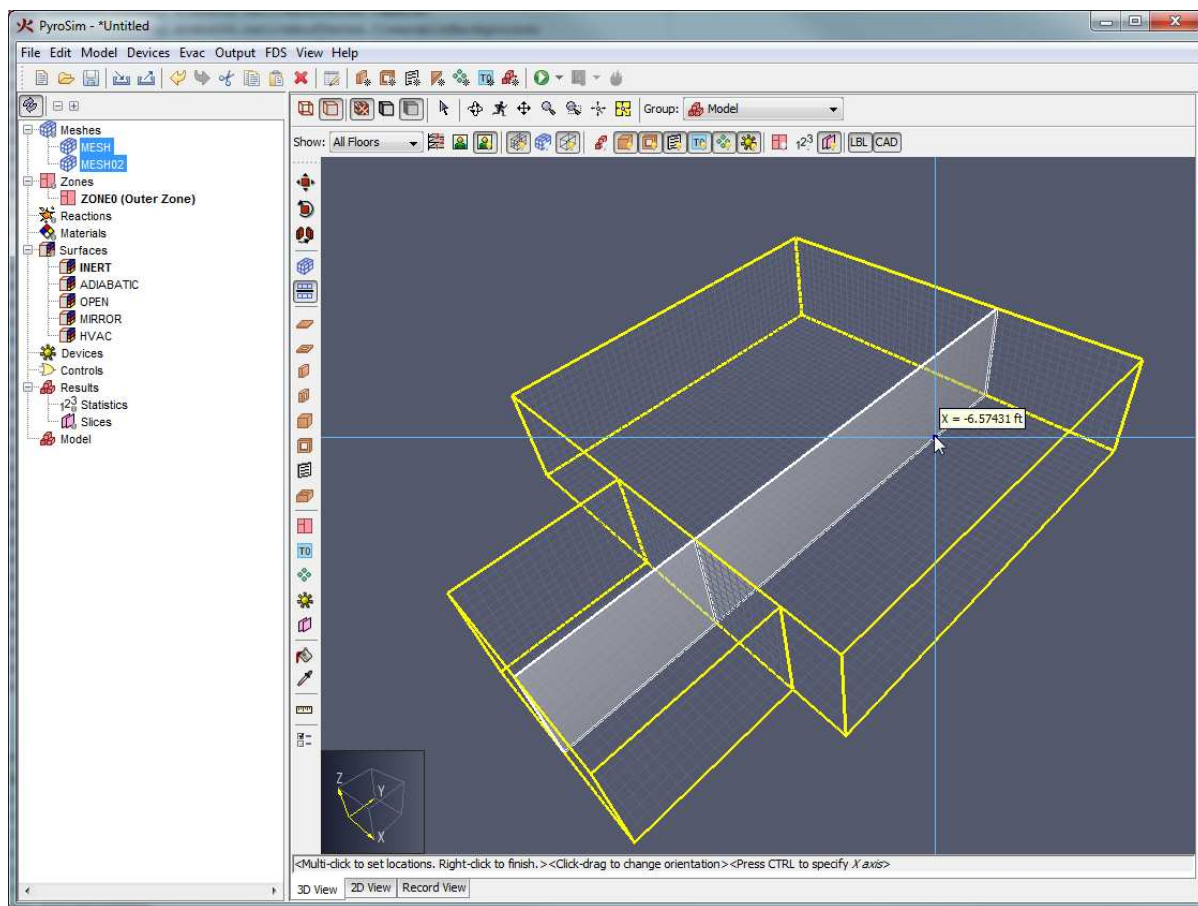 PyroSim - *Untitled
File Edit Model Devices Evac Output FDS View Help
Group: Model
Show: All Floors
123
LBL CAD
Meshes
MESH
MESH02
Zones
ZONE0 (Outer Zone)
Reactions
Materials
Surfaces
INERT
ADIABATIC
OPEN
MIRROR
HVAC
Devices
Controls
Results
123 Statistics
Slices
Model
X = -6.57431 ft
T0
Z
Y
X
<Multi-click to set locations. Right-click to finish.><Click-drag to change orientation><Press CTRL to specify X axis>
3D View 2D View Record View